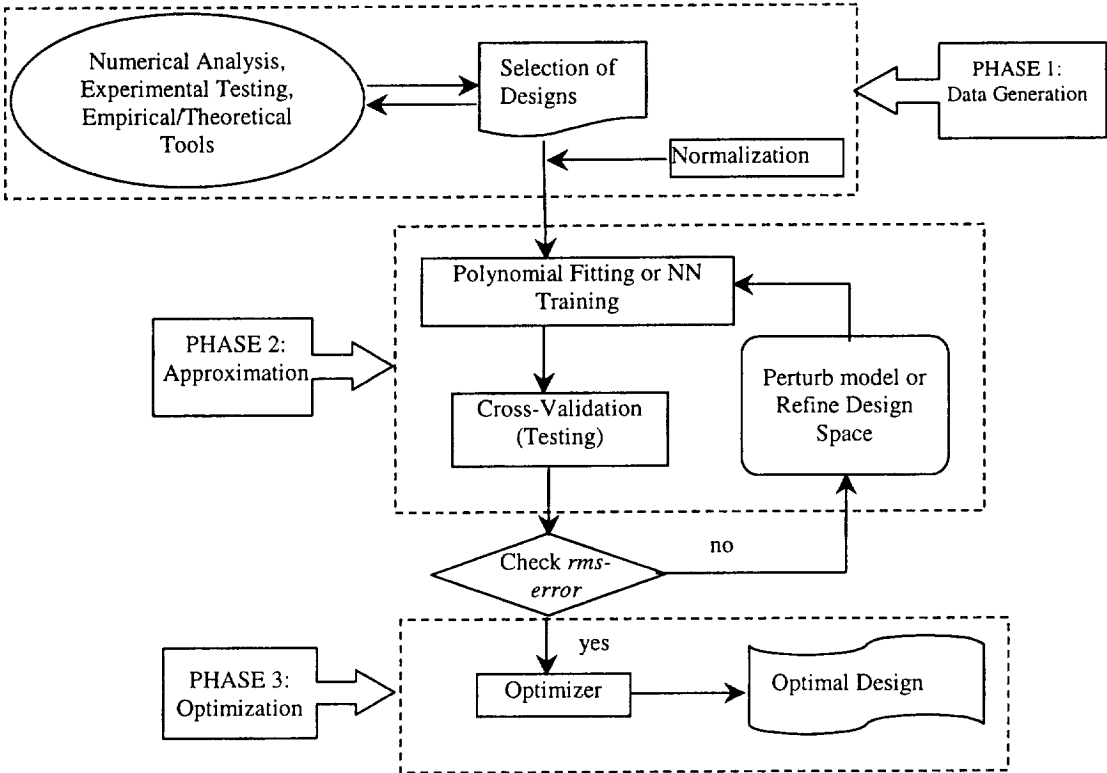 Numerical Analysis,
Experimental Testing,
Empirical/Theoretical
Tools
Selection of
Designs
PHASE 1:
Data Generation
Normalization
Polynomial Fitting or NN
Training
PHASE 2:
Approximation
Perturb model or
Refine Design
Space
Cross-Validation
(Testing)
Check rms-
error
no
yes
PHASE 3:
Optimization
Optimizer
Optimal Design